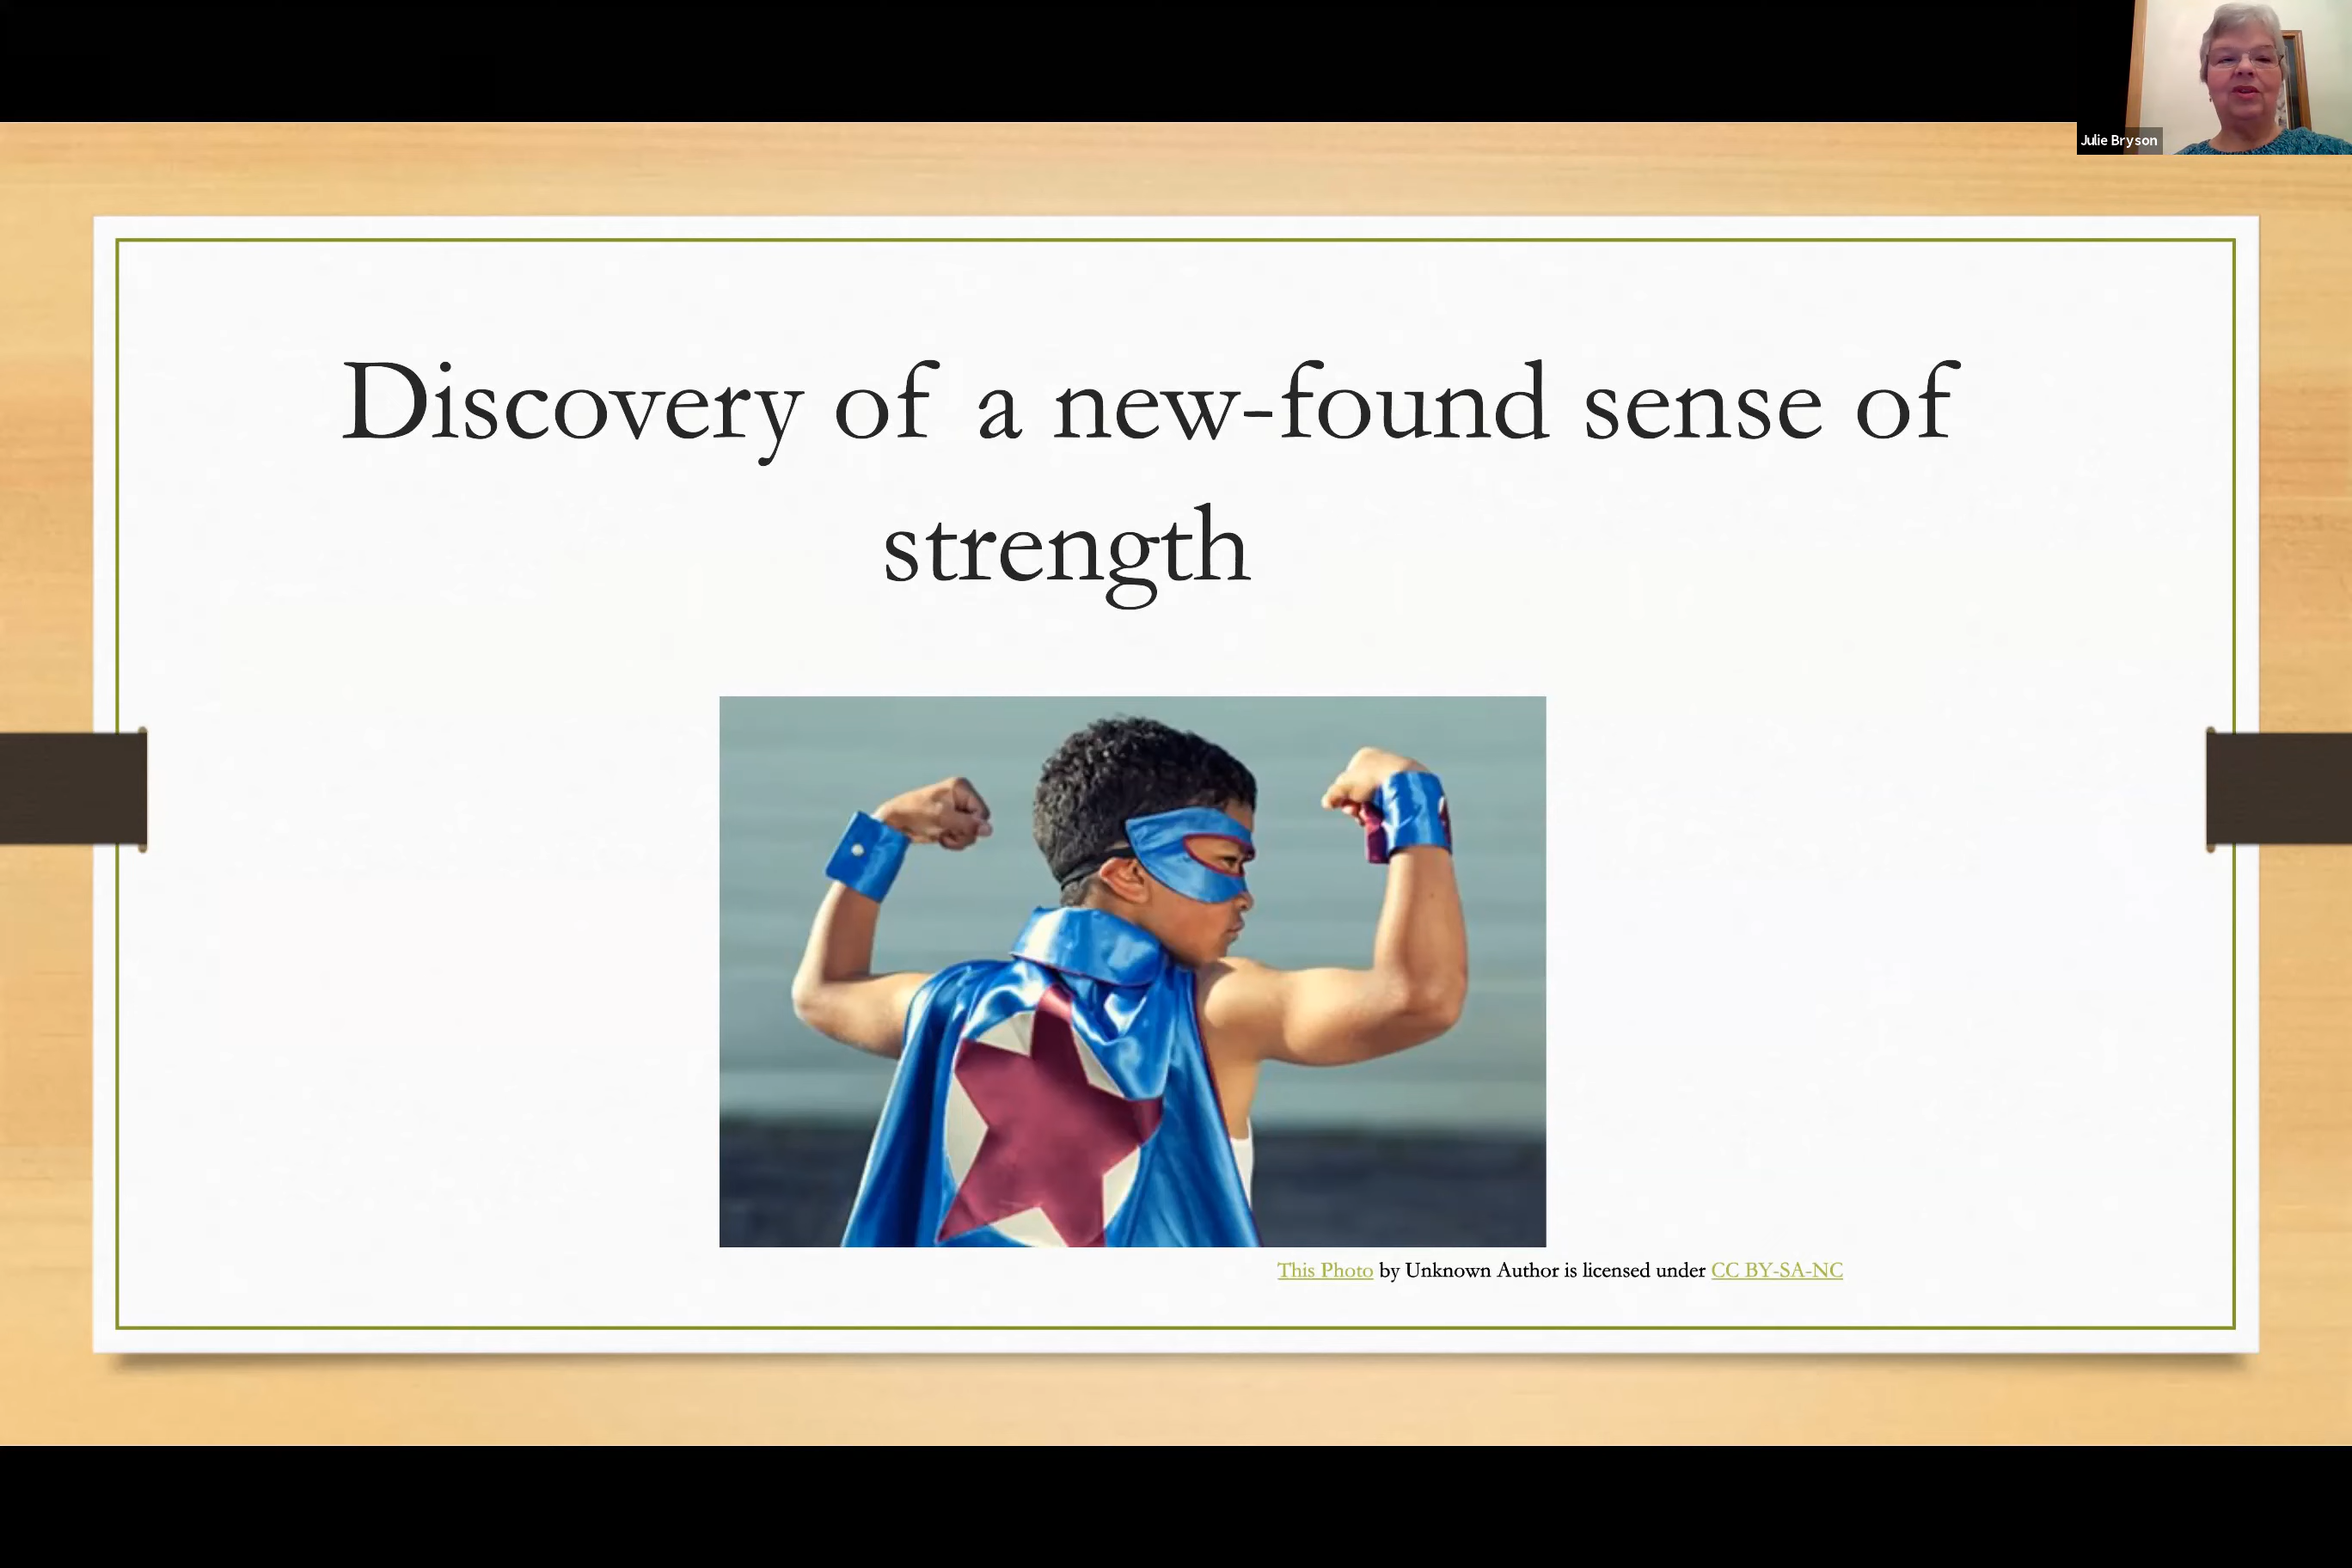 Julie Bryson
Discovery of a new-found sense of
strength
This Photo by Unknown Author is licensed under CC BY-SA-NC